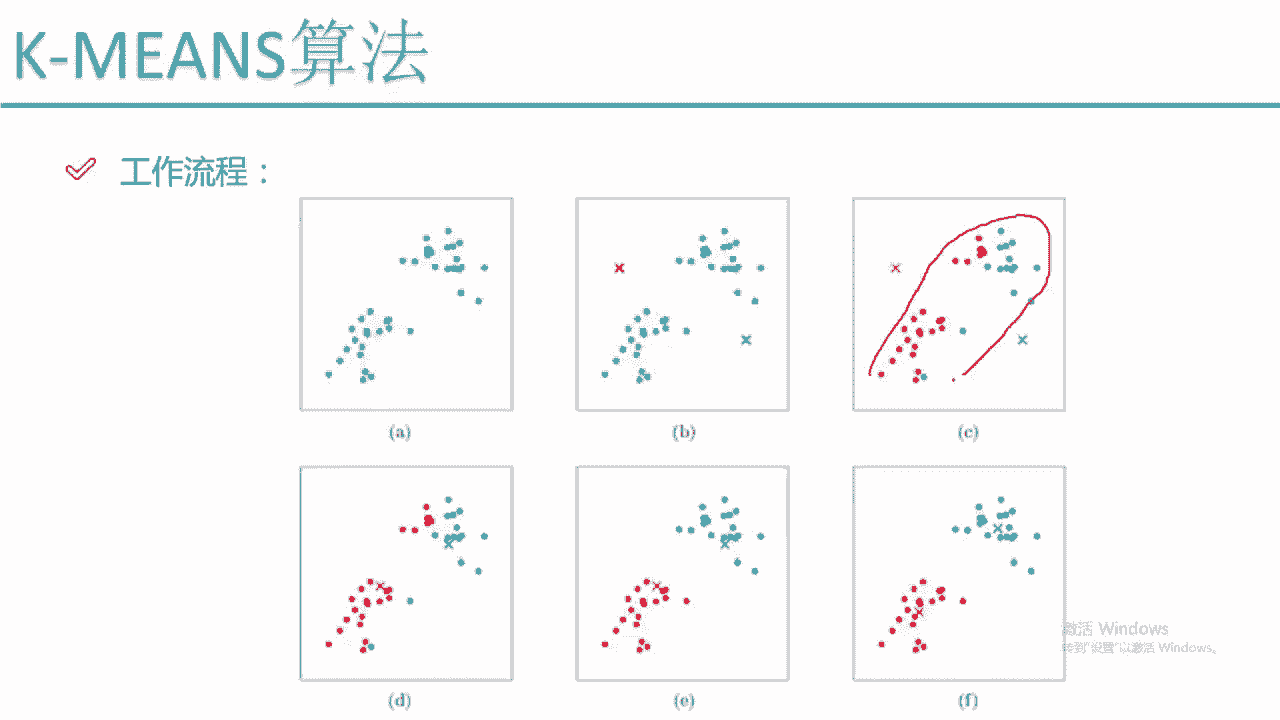 K-MEANS算法
工作流程：
(a)
(b)
(c)
(d)
(e)
(f)
激活 Windows
转到"设置"以激活 Windows。